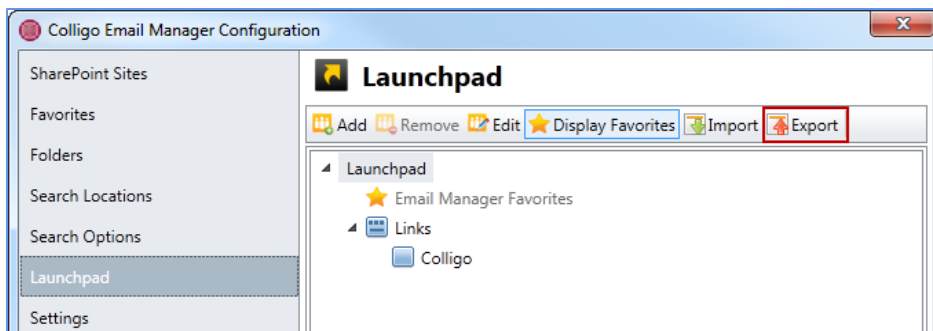 Colligo Email Manager Configuration
SharePoint Sites
Favorites
Folders
Search Locations
Search Options
Launchpad
Settings
Launchpad
Add Remove Edit Display Favorites Import Export
Launchpad
Email Manager Favorites
Links
Colligo